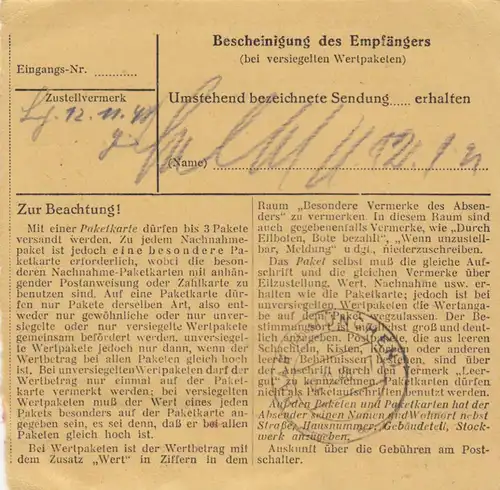 Bescheinigung des Empfängers
(bei versiegelten Wertpaketen)
Eingangs-Nr. ..........
Zustellvermerk
Umstehend bezeichnete Sendung ..... erhalten
12. 11. 
(Name)
Zur Beachtung!
Mit einer Paketkarte dürfen bis 3 Pakete
versandt werden. Zu jedem Nachnahme-
paket ist jedoch eine besondere Pa-
ketkarte erforderlich, wobei die beson-
deren Nachnahme-Paketkarten mit anhän-
gender Postanweisung oder Zahlkarte zu
benutzen sind. Auf eine Paketkarte dür-
fen nur Pakete derselben Art, also ent-
weder nur gewöhnliche oder nur unver-
siegelte oder nur versiegelte Wertpakete
gemeinsam befördert werden, unversiegel-
te Wertpakete jedoch nur dann, wenn der
Wertbetrag bei allen Paketen gleich hoch
ist. Bei unversiegelten Wertpaketen darf der
Wertbetrag nur einmal auf der Paket-
karte vermerkt werden; bei versiegelten
Wertpaketen muß der Wert eines jeden
Pakets besonders auf der Paketkarte an-
gegeben sein, es sei denn, daß er bei allen
Paketen gleich hoch ist.
Bei Wertpaketen ist der Wertbetrag mit
dem Zusatz „Wert" in Ziffern in dem
Raum „Besondere Vermerke des Absen-
ders" zu vermerken. In diesem Raum sind
auch gegebenenfalls Vermerke, wie „Durch
Eilboten, Bote bezahlt", „Wenn unzustell-
bar, Meldung" u. dgl., niederzuschreiben.
Das Paket selbst muß die gleiche Auf-
schrift und die gleichen Vermerke über
Eilzustellung, Wert, Nachnahme usw. er-
halten wie die Paketkarte; jedoch ist bei
unversiegelten Wertpaketen die Wertanga-
be auf dem Paket wegzulassen. Der Be-
stimmungsort ist möglichst groß und deut-
lich anzugeben. Postpakete, die aus leeren
Schachteln, Kisten, Körben oder anderen
leeren Behältnissen bestehen, sind
mit dem Vermerk „Leer-
gut" zu kennzeichnen. Paketkarten dürfen
nicht als Paketaufschriften benutzt werden.
Auf den Paketen und Paketkarten hat der
Absender seinen Namen und Wohnort nebst
Straße, Hausnummer, Gebäudeteil, Stock-
werk anzugeben.
Auskunft über die Gebühren am Post-
schalter.